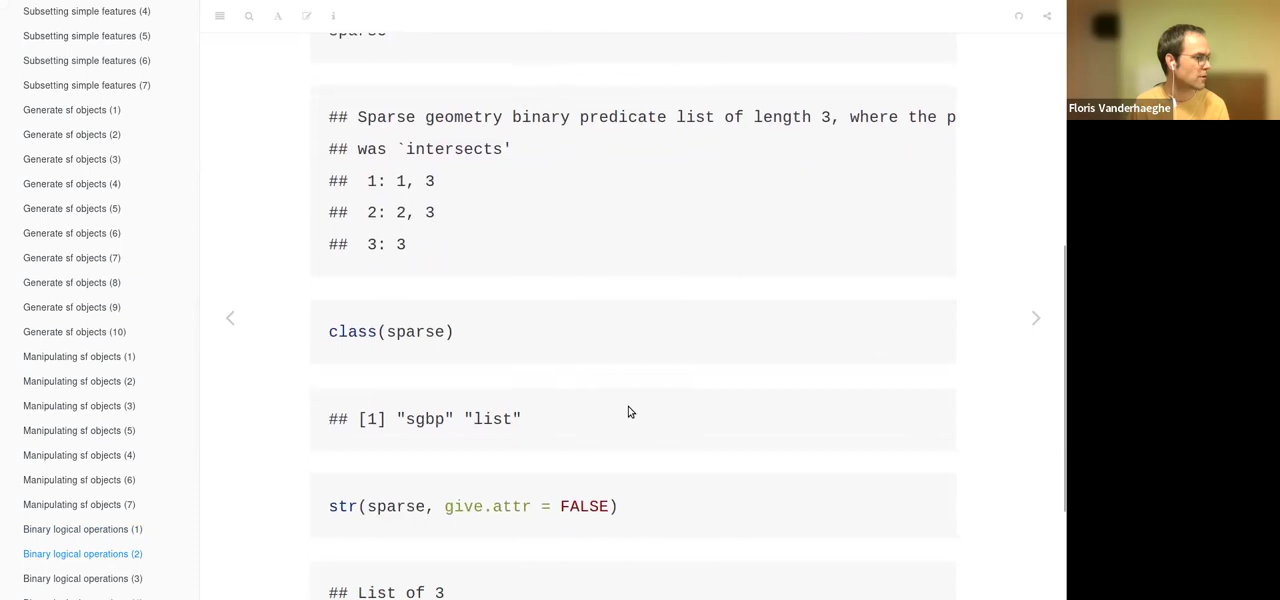 Subsetting simple features (4)
Subsetting simple features (5)
Subsetting simple features (6)
Subsetting simple features (7)
Generate sf objects (1)
Generate sf objects (2)
Generate sf objects (3)
Generate sf objects (4)
Generate sf objects (5)
Generate sf objects (6)
Generate sf objects (7)
Generate sf objects (8)
Generate sf objects (9)
Generate sf objects (10)
Manipulating sf objects (1)
Manipulating sf objects (2)
Manipulating sf objects (3)
Manipulating sf objects (5)
Manipulating sf objects (4)
Manipulating sf objects (6)
Manipulating sf objects (7)
Binary logical operations (1)
Binary logical operations (2)
Binary logical operations (3)
sparse
## Sparse geometry binary predicate list of length 3, where the p
## was `intersects'
##  1: 1, 3
##  2: 2, 3
##  3: 3
class(sparse)
## [1] "sgbp" "list"
str(sparse, give.attr = FALSE)
## List of 3
Floris Vanderhaeghe